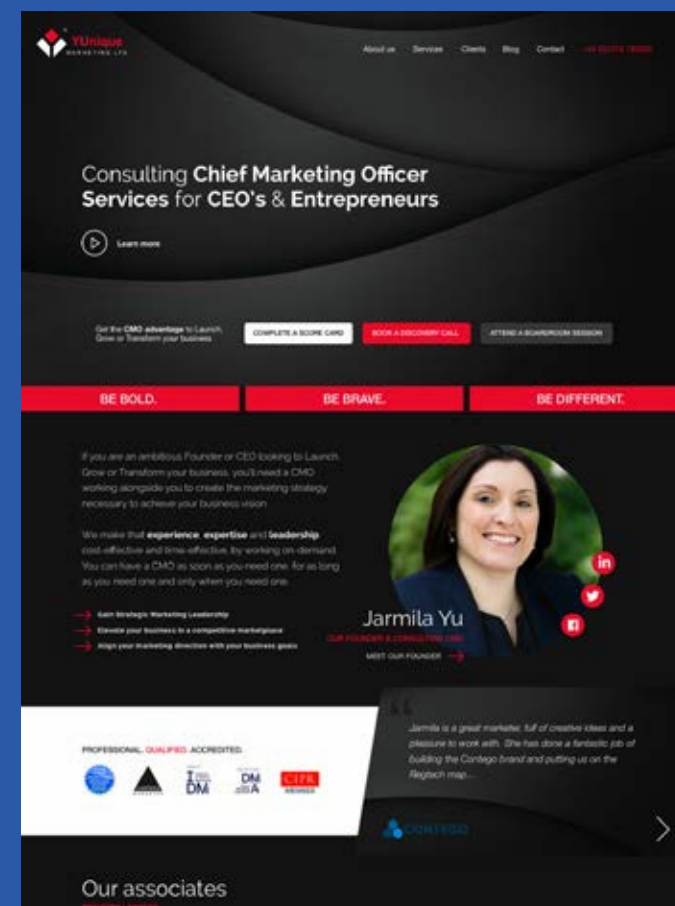 YUnique
MARKETING LTD
About us Services Clients Blog Contact
Consulting Chief Marketing Officer
Services for CEO's & Entrepreneurs
Learn more
Get the CMO advantage to Launch,
Grow or Transform your business
COMPLETE A SCORE CARD
BOOK A DISCOVERY CALL
ATTEND A BOARDROOM SESSION
BE BOLD.
BE BRAVE.
BE DIFFERENT.
If you are an ambitious Founder or CEO looking to Launch,
Grow or Transform your business, you'll need a CMO
working alongside you to create the marketing strategy
necessary to achieve your business vision
We make that experience, expertise and leadership
cost-effective and time-effective, by working on-demand.
You can have a CMO as soon as you need one, for as long
as you need one and only when you need one.
Gain Strategic Marketing Leadership
Elevate your business in a competitive marketplace
Align your marketing direction with your business goals
in
Jarmila Yu
OUR FOUNDER & CONSULTING CMO
MEET OUR FOUNDER
PROFESSIONAL. QUALIFIED. ACCREDITED.
IDM
DMA
CIPR
MEMBER
Jarmila is a great marketer, full of creative ideas and a
pleasure to work with. She has done a fantastic job of
building the Contego brand and putting us on the
Regtech map...
CONTEGO
Our associates